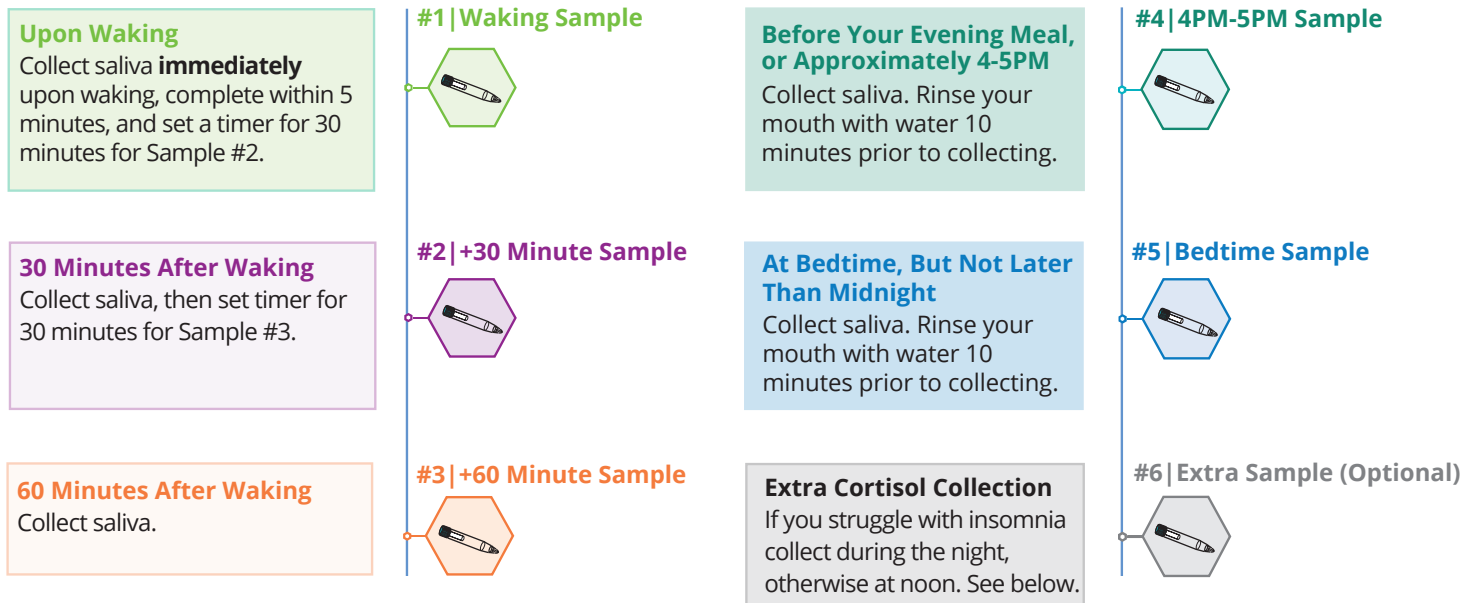 #1|Waking Sample
Upon Waking
Collect saliva immediately
upon waking, complete within 5
minutes, and set a timer for 30
minutes for Sample #2.
#2|+30 Minute Sample
30 Minutes After Waking
Collect saliva, then set timer for
30 minutes for Sample #3.
#3|+60 Minute Sample
60 Minutes After Waking
Collect saliva.
#4|4PM-5PM Sample
Before Your Evening Meal,
or Approximately 4-5PM
Collect saliva. Rinse your
mouth with water 10
minutes prior to collecting.
#5|Bedtime Sample
At Bedtime, But Not Later
Than Midnight
Collect saliva. Rinse your
mouth with water 10
minutes prior to collecting.
#6|Extra Sample (Optional)
Extra Cortisol Collection
If you struggle with insomnia
collect during the night,
otherwise at noon. See below.